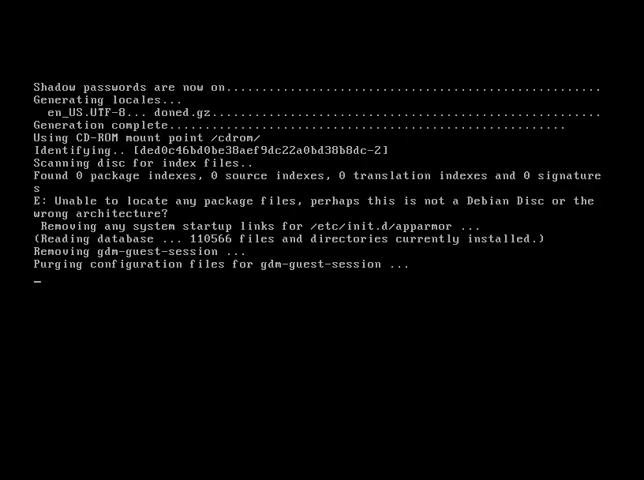 Shadow passwords are now on.....................................................
Generating locales...
en_US.UTF-8... doned.gz.......................................................
Generation complete........................................................
Using CD-ROM mount point /cdrom/
Identifying.. [ded0c46bd0be38aef9dc22a0bd38b8dc-2]
Scanning disc for index files..
Found 0 package indexes, 0 source indexes, 0 translation indexes and 0 signature
s
E: Unable to locate any package files, perhaps this is not a Debian Disc or the
wrong architecture?
Removing any system startup links for /etc/init.d/apparmor ...
(Reading database ... 110566 files and directories currently installed.)
Removing gdm-guest-session ...
Purging configuration files for gdm-guest-session ...
_